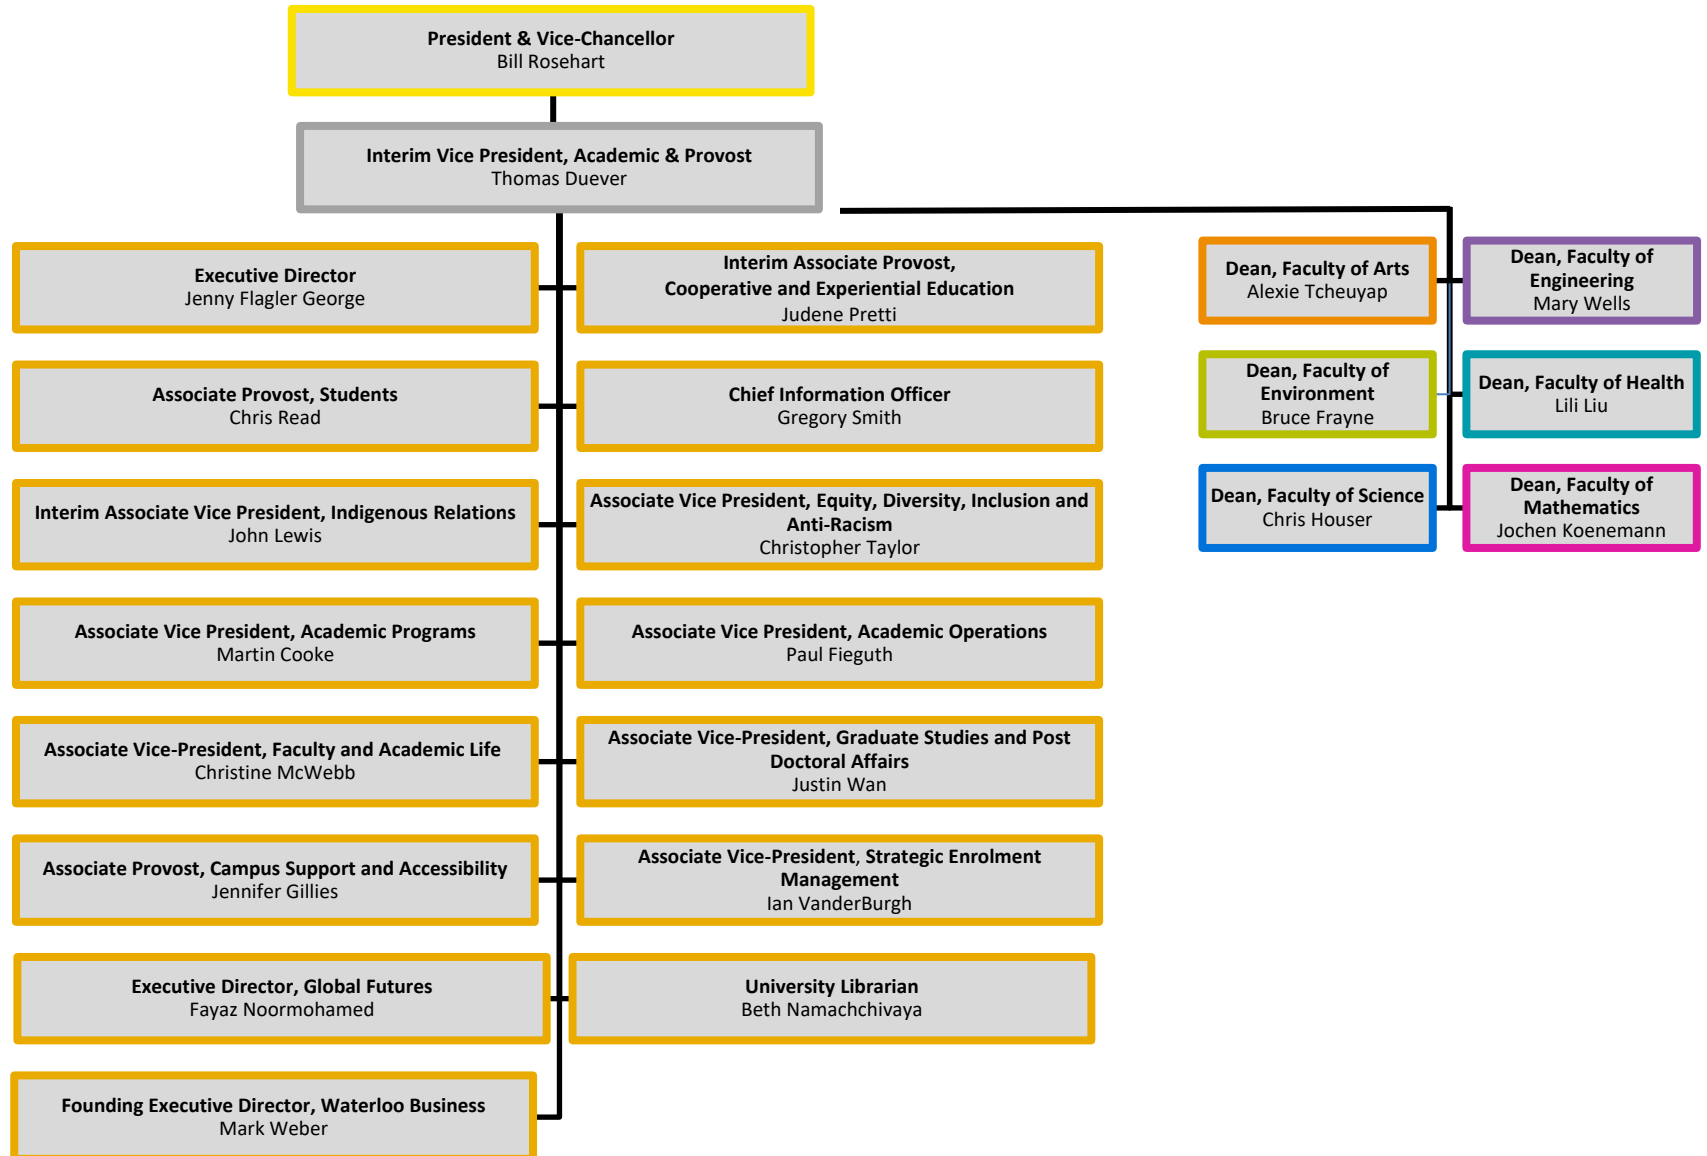 President & Vice-Chancellor
Bill Rosehart
Interim Vice President, Academic & Provost
Thomas Duever
Executive Director
Jenny Flagler George
Interim Associate Provost,
Cooperative and Experiential Education
Judene Pretti
Associate Provost, Students
Chris Read
Chief Information Officer
Gregory Smith
Interim Associate Vice President, Indigenous Relations
John Lewis
Associate Vice President, Equity, Diversity, Inclusion and
Anti-Racism
Christopher Taylor
Associate Vice President, Academic Programs
Martin Cooke
Associate Vice President, Academic Operations
Paul Fieguth
Associate Vice-President, Faculty and Academic Life
Christine McWebb
Associate Vice-President, Graduate Studies and Post
Doctoral Affairs
Justin Wan
Associate Provost, Campus Support and Accessibility
Jennifer Gillies
Associate Vice-President, Strategic Enrolment
Management
Ian VanderBurgh
Executive Director, Global Futures
Fayaz Noormohamed
University Librarian
Beth Namachchivaya
Founding Executive Director, Waterloo Business
Mark Weber
Dean, Faculty of Arts
Alexie Tcheuyap
Dean, Faculty of
Engineering
Mary Wells
Dean, Faculty of
Environment
Bruce Frayne
Dean, Faculty of Health
Lili Liu
Dean, Faculty of Science
Chris Houser
Dean, Faculty of
Mathematics
Jochen Koenemann